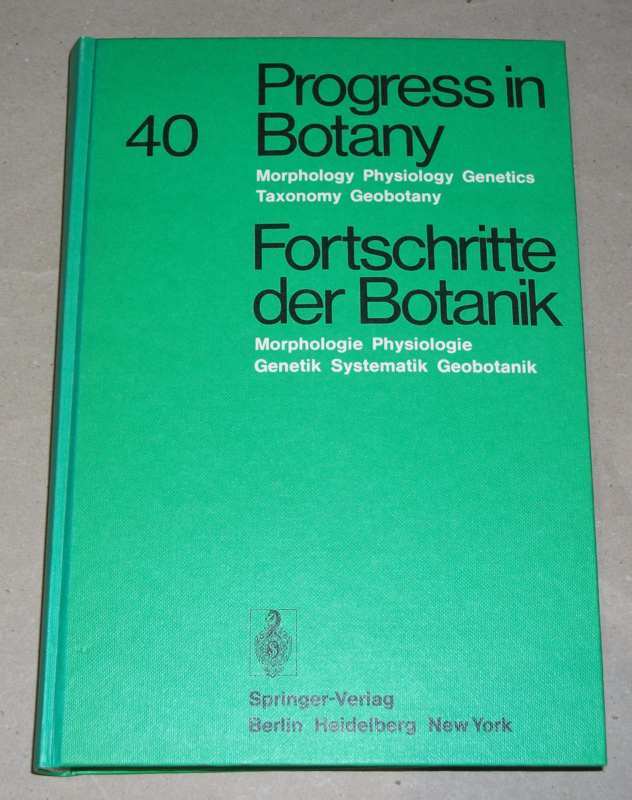 40
Progress in
Botany
Morphology Physiology Genetics
Taxonomy Geobotany
Fortschritte
der Botanik
Morphologie Physiologie
Genetik Systematik Geobotanik
Springer-Verlag
Berlin Heidelberg New York